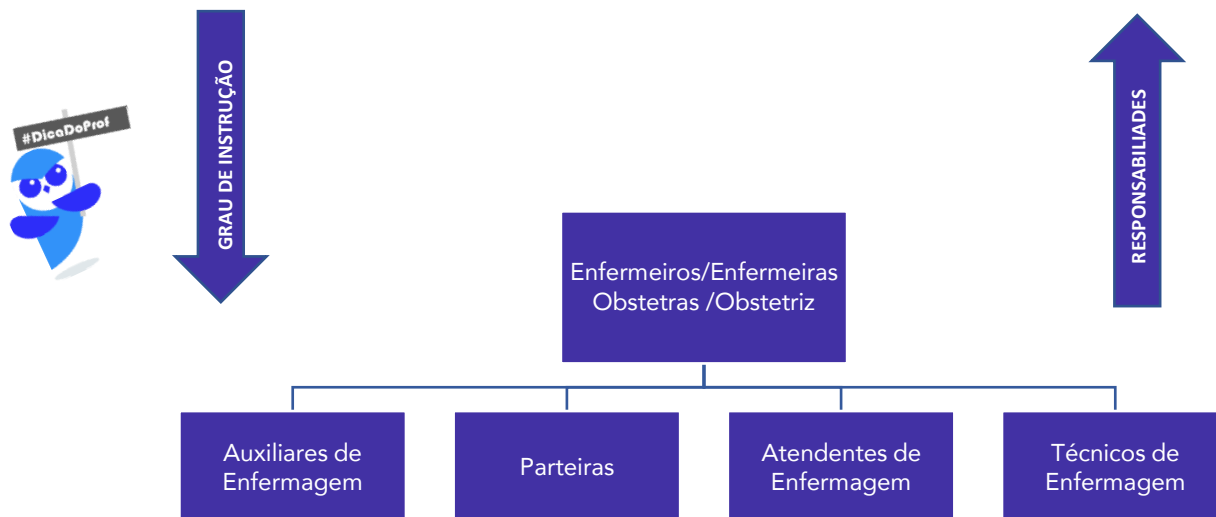 #DicaDoProf
GRAU DE INSTRUÇÃO
RESPONSABILIADES
Enfermeiros/Enfermeiras
Obstetras /Obstetriz
Auxiliares de
Enfermagem
Parteiras
Atendentes de
Enfermagem
Técnicos de
Enfermagem